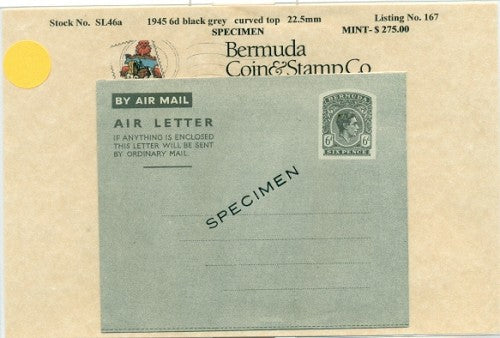 Stock No. SL46a 1945 6d black grey curved top 22.5mm Listing No. 167
SPECIMEN MINT- $ 275.00
Bermuda
Coin & Stamp Co.
BY AIR MAIL
AIR LETTER
IF ANYTHING IS ENCLOSED
THIS LETTER WILL BE SENT
BY ORDINARY MAIL.
BERMUDA
6d 6d
SIX PENCE
SPECIMEN